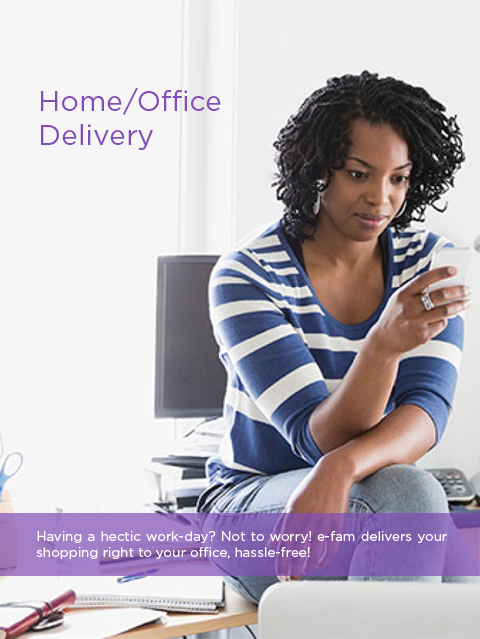 Home/Office
Delivery
Having a hectic work-day? Not to worry! e-fam delivers your
shopping right to your office, hassle-free!